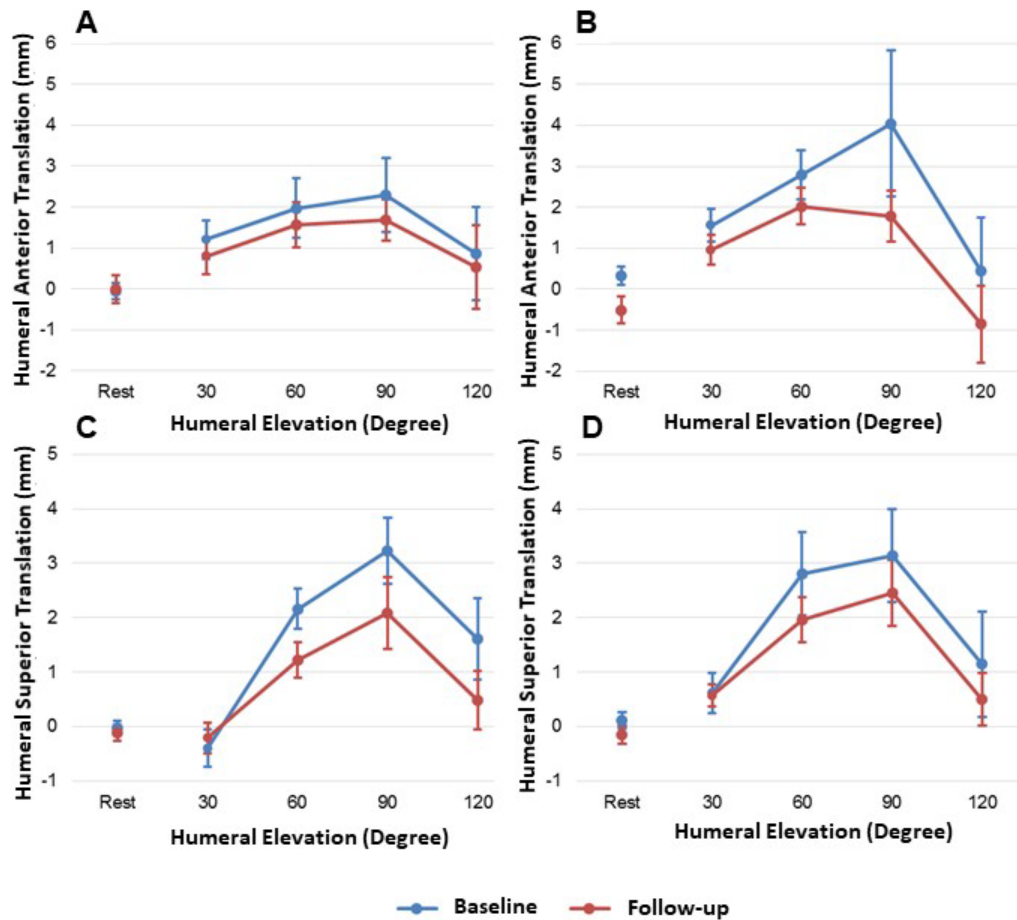 A
B
Humeral Anterior Translation (mm)
6
5
4
3
2
1
0
-1
-2
Rest 30 60 90 120
Humeral Elevation (Degree)
Humeral Anterior Translation (mm)
6
5
4
3
2
1
0
-1
-2
Rest 30 60 90 120
Humeral Elevation (Degree)
C
D
Humeral Superior Translation (mm)
5
4
3
2
1
0
-1
Rest 30 60 90 120
Humeral Elevation (Degree)
Humeral Superior Translation (mm)
5
4
3
2
1
0
-1
Rest 30 60 90 120
Humeral Elevation (Degree)
Baseline Follow-up